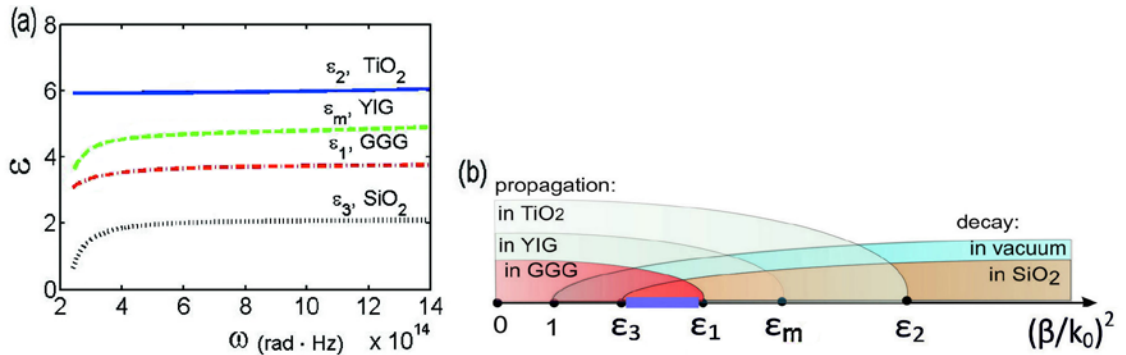 (a)
8
6
4
2
0
ε
ε₂, TiO₂
εₘ, YIG
ε₁, GGG
ε₃, SiO₂
2 4 6 8 10 12 14
ω (rad · Hz) x 10¹⁴
(b)
propagation:
in TiO₂
in YIG
in GGG
decay:
in vacuum
in SiO₂
0 1 ε₃ ε₁ εₘ ε₂ (β/k₀)²